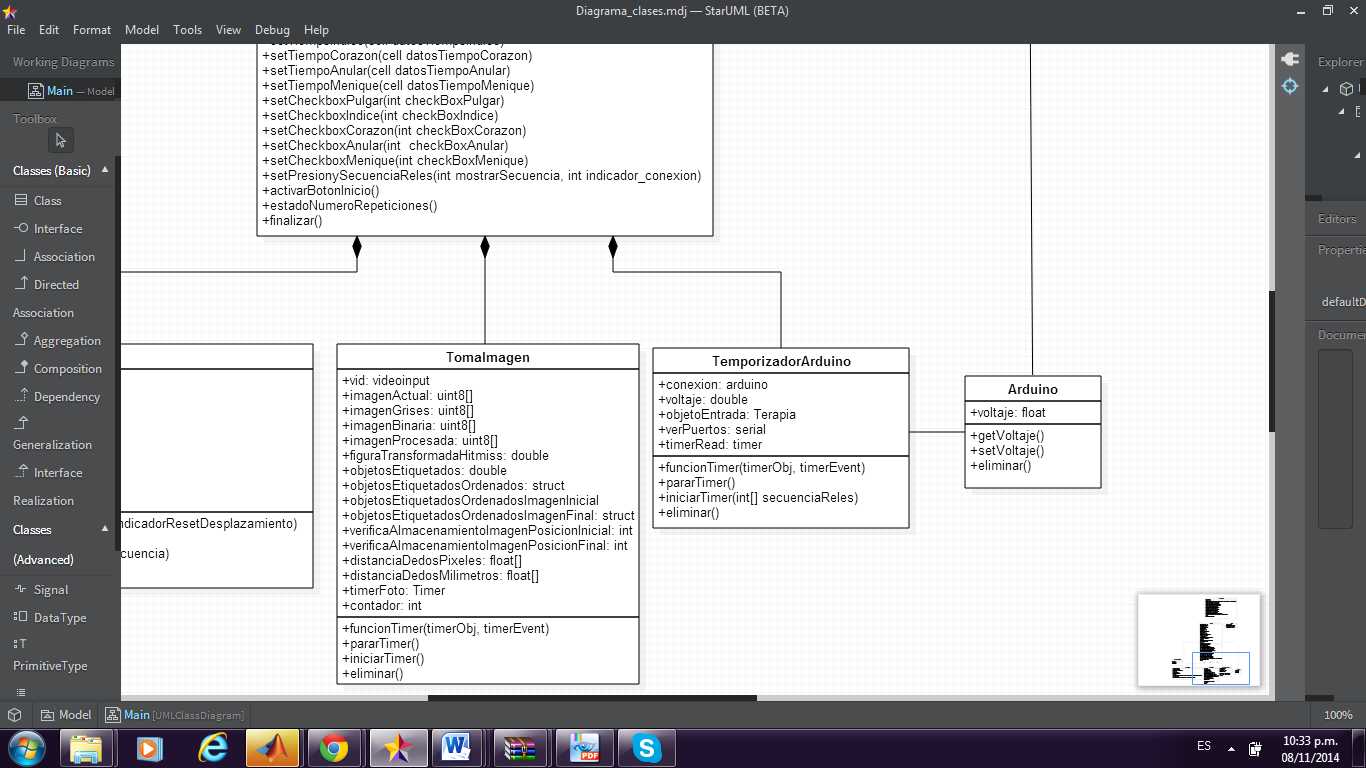 Diagrama_clases.mdj — StarUML (BETA)
File Edit Format Model Tools View Debug Help
Working Diagrams
Main — Model
Toolbox
Classes (Basic)
Class
Interface
Association
Directed
Association
Aggregation
Composition
Dependency
Generalization
Interface
Realization
Classes
(Advanced)
Signal
DataType
PrimitiveType
+setTiempoCorazon(cell datosTiempoCorazon)
+setTiempoAnular(cell datosTiempoAnular)
+setTiempoMenique(cell datosTiempoMenique)
+setCheckboxPulgar(int checkBoxPulgar)
+setCheckboxIndice(int checkBoxIndice)
+setCheckboxCorazon(int checkBoxCorazon)
+setCheckboxAnular(int checkBoxAnular)
+setCheckboxMenique(int checkBoxMenique)
+setPresionySecuenciaReles(int mostrarSecuencia, int indicador_conexion)
+activarBotonInicio()
+estadoNumeroRepeticiones()
+finalizar()
indicadorResetDesplazamiento)
cuencia)
TomaImagen
+vid: videoinput
+imagenActual: uint8[]
+imagenGrises: uint8[]
+imagenBinaria: uint8[]
+imagenProcesada: uint8[]
+figuraTransformadaHitmiss: double
+objetosEtiquetados: double
+objetosEtiquetadosOrdenados: struct
+objetosEtiquetadosOrdenadosImagenInicial
+objetosEtiquetadosOrdenadosImagenFinal: struct
+verificaAlmacenamientoImagenPosicionInicial: int
+verificaAlmacenamientoImagenPosicionFinal: int
+distanciaDedosPixeles: float[]
+distanciaDedosMilimetros: float[]
+timerFoto: Timer
+contador: int
+funcionTimer(timerObj, timerEvent)
+pararTimer()
+iniciarTimer()
+eliminar()
TemporizadorArduino
+conexion: arduino
+voltaje: double
+objetoEntrada: Terapia
+verPuertos: serial
+timerRead: timer
+funcionTimer(timerObj, timerEvent)
+pararTimer()
+iniciarTimer(int[] secuenciaReles)
+eliminar()
Arduino
+voltaje: float
+getVoltaje()
+setVoltaje()
+eliminar()
Explorer
Editors
Properti
defaultD
Documen
Model
Main [UMLClassDiagram]
100%
ES
10:33 p.m.
08/11/2014